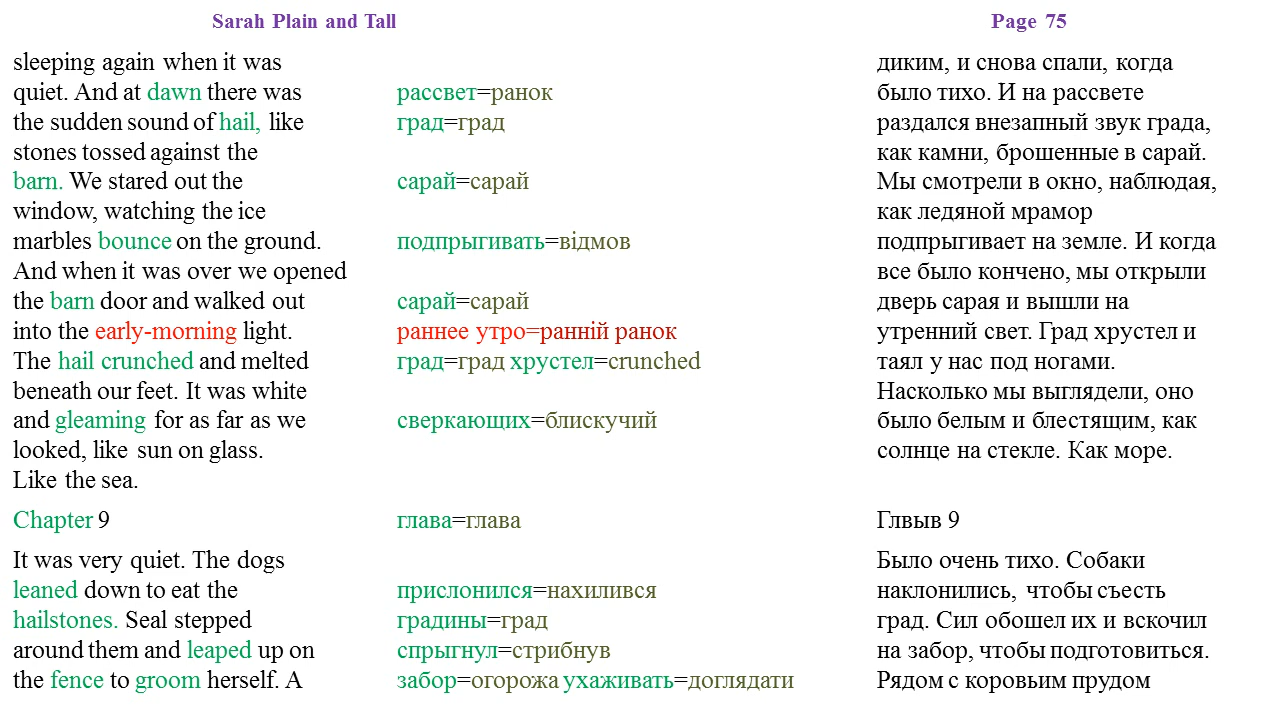 Sarah Plain and Tall
Page 75
sleeping again when it was
quiet. And at dawn there was
the sudden sound of hail, like
stones tossed against the
barn. We stared out the
window, watching the ice
marbles bounce on the ground.
And when it was over we opened
the barn door and walked out
into the early-morning light.
The hail crunched and melted
beneath our feet. It was white
and gleaming for as far as we
looked, like sun on glass.
Like the sea.
Chapter 9
It was very quiet. The dogs
leaned down to eat the
hailstones. Seal stepped
around them and leaped up on
the fence to groom herself. A
рассвет=ранок
град=град
сарай=сарай
подпрыгивать=відмов
сарай=сарай
раннее утро=ранній ранок
град=град хрустел=crunched
сверкающих=блискучий
глава=глава
прислонился=нахилився
градины=град
спрыгнул=стрибнув
забор=огорожа ухаживать=доглядати
диким, и снова спали, когда
было тихо. И на рассвете
раздался внезапный звук града,
как камни, брошенные в сарай.
Мы смотрели в окно, наблюдая,
как ледяной мрамор
подпрыгивает на земле. И когда
все было кончено, мы открыли
дверь сарая и вышли на
утренний свет. Град хрустел и
таял у нас под ногами.
Насколько мы выглядели, оно
было белым и блестящим, как
солнце на стекле. Как море.
Глвыв 9
Было очень тихо. Собаки
наклонились, чтобы съесть
град. Сил обошел их и вскочил
на забор, чтобы подготовиться.
Рядом с коровьим прудом